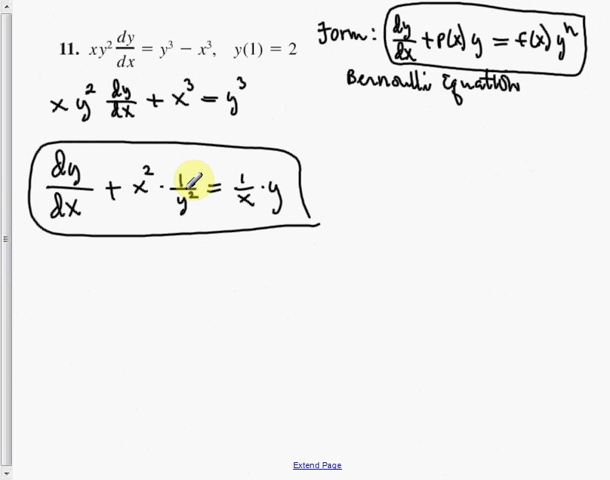 11. xy² dy/dx = y³ − x³, y(1) = 2
Form: dy/dx + P(x) y = f(x) yⁿ
Bernoulli Equation
x y² dy/dx + x³ = y³
dy/dx + x² · 1/y² = 1/x · y
Extend Page